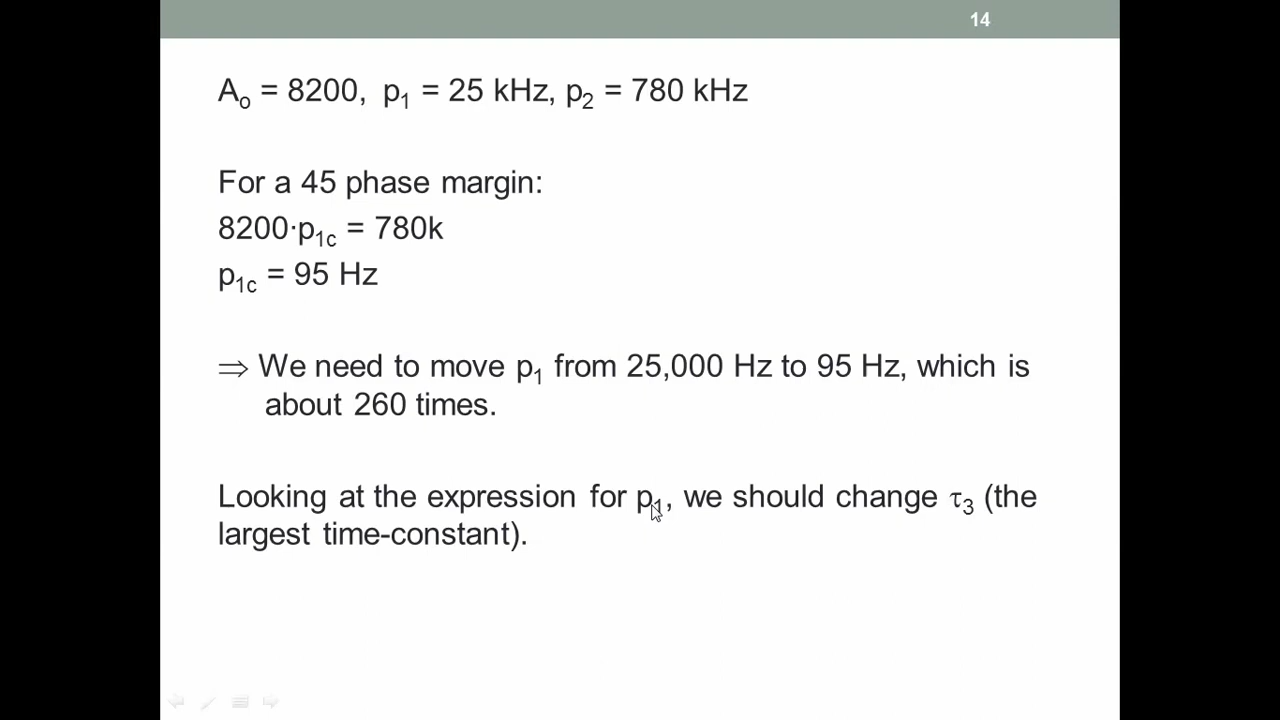 14
Aₒ = 8200, p₁ = 25 kHz, p₂ = 780 kHz
For a 45 phase margin:
8200·p₁c = 780k
p₁c = 95 Hz
⇒ We need to move p₁ from 25,000 Hz to 95 Hz, which is
about 260 times.
Looking at the expression for p₁, we should change τ₃ (the
largest time-constant).